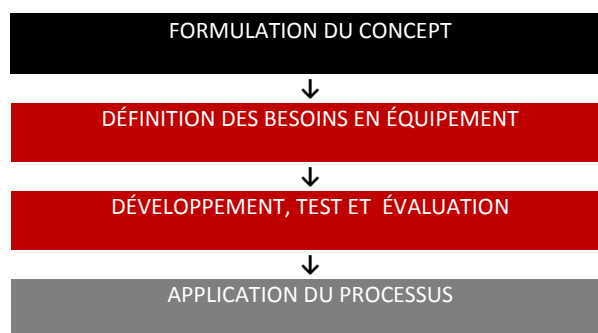 FORMULATION DU CONCEPT
↓
DÉFINITION DES BESOINS EN ÉQUIPEMENT
↓
DÉVELOPPEMENT, TEST ET ÉVALUATION
↓
APPLICATION DU PROCESSUS